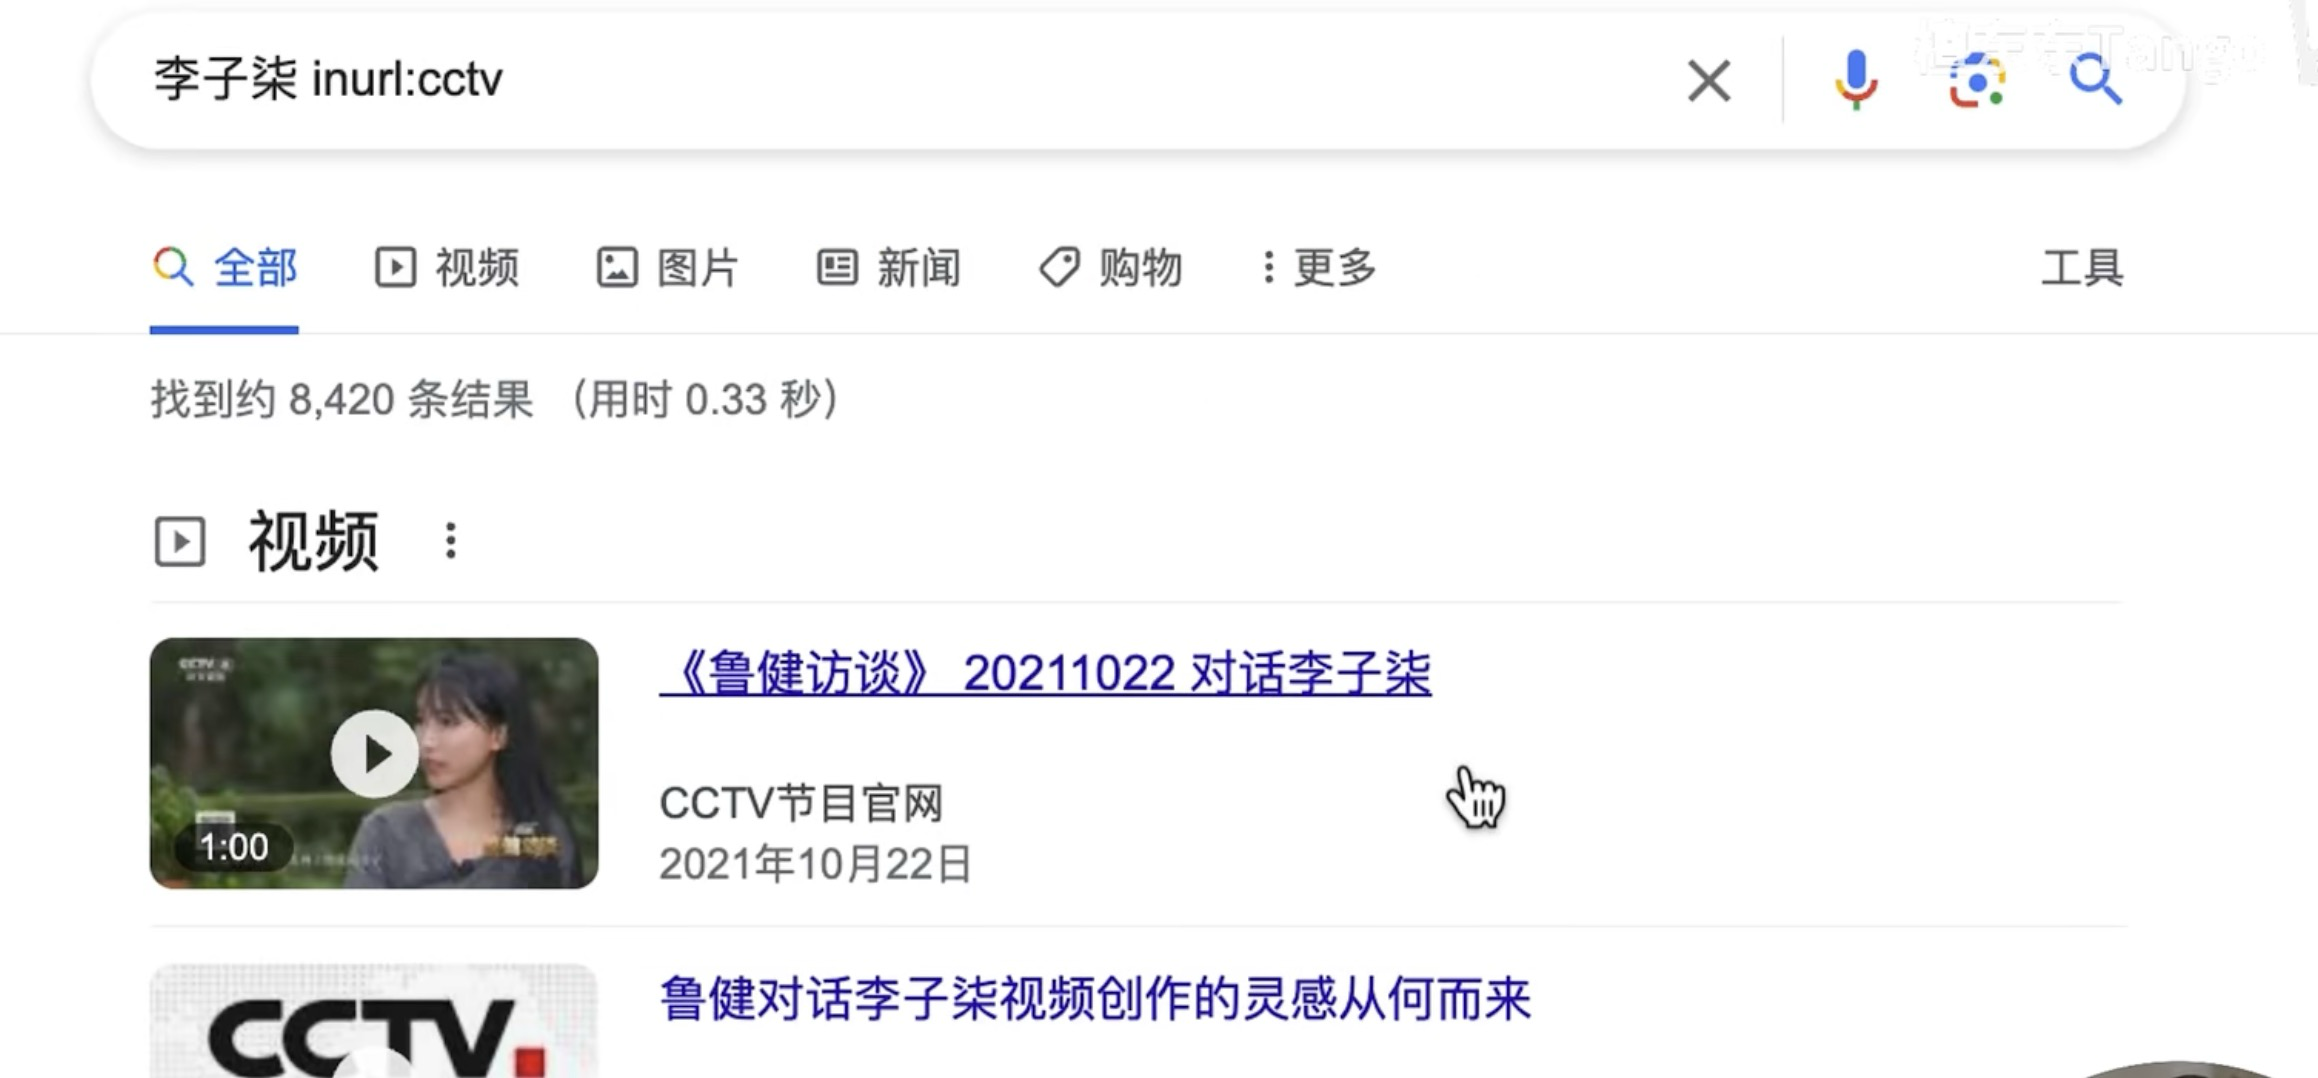 李子柒 inurl:cctv
全部 视频 图片 新闻 购物 更多 工具
找到约 8,420 条结果 （用时 0.33 秒）
视频
《鲁健访谈》 20211022 对话李子柒
CCTV节目官网
2021年10月22日
1:00
鲁健对话李子柒视频创作的灵感从何而来
CCTV